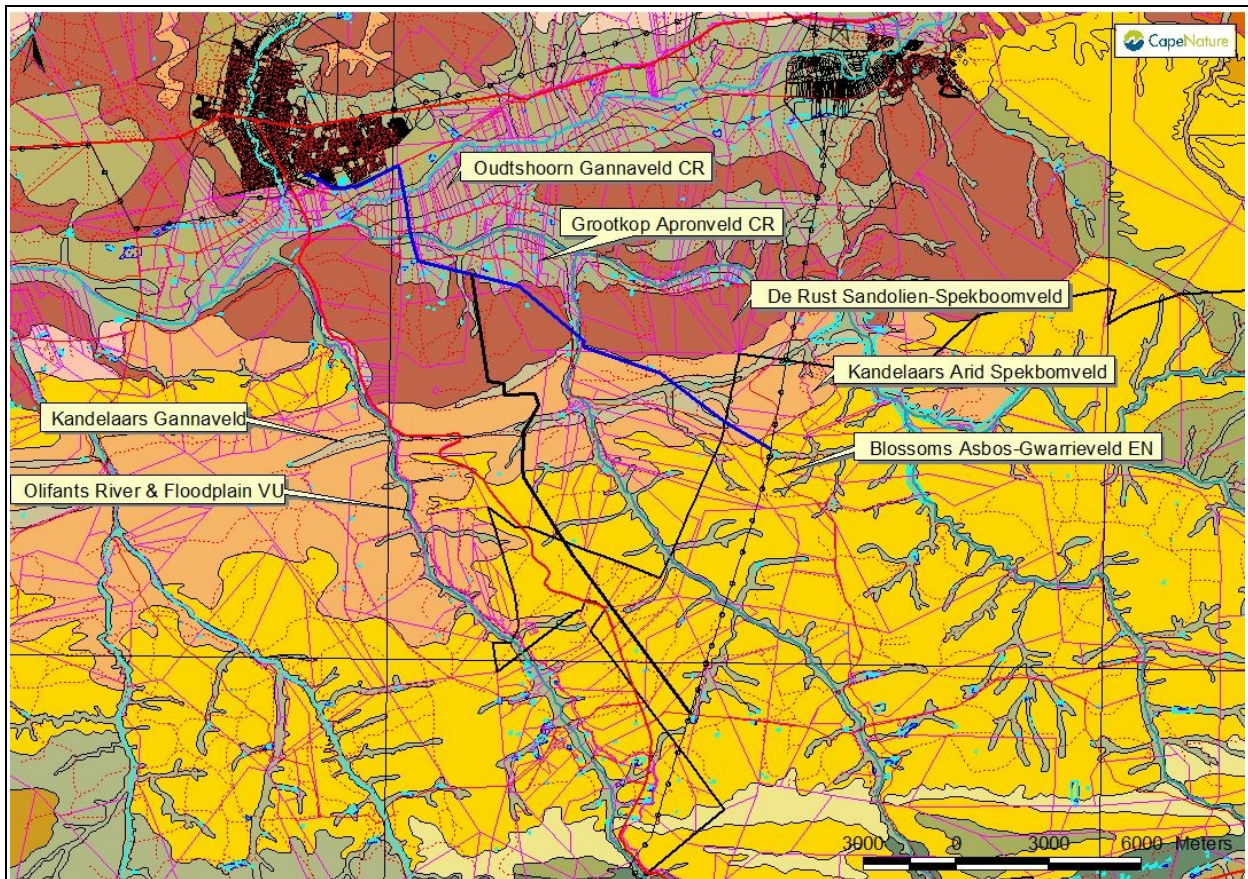 CapeNature
Oudtshoorn Gannaveld CR
Grootkop Apronveld CR
De Rust Sandolien-Spekboomveld
Kandelaars Arid Spekbomveld
Kandelaars Gannaveld
Blossoms Asbos-Gwarrieveld EN
Olifants River & Floodplain VU
3000 0 3000 6000 Meters